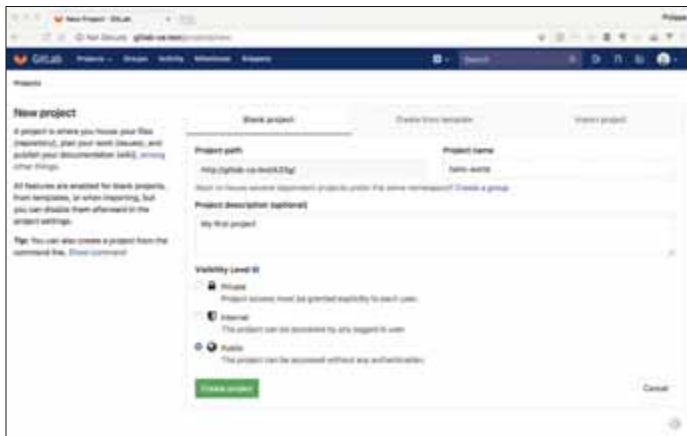 New Project · GitLab
Not Secure
GitLab Projects Groups Activity Milestones Snippets
Search
Projects
New project
A project is where you house your files
(repository), plan your work (issues), and
publish your documentation (wiki), among
other things.
All features are enabled for blank projects,
from templates, or when importing, but
you can disable them afterward in the
project settings.
Tip: You can also create a project from the
command line. Show command
Blank project
Create from template
Import project
Project path
Project name
hello-world
Want to house several dependent projects under the same namespace? Create a group
Project description (optional)
My first project
Visibility Level
Private
Project access must be granted explicitly to each user.
Internal
The project can be accessed by any logged in user.
Public
The project can be accessed without any authentication.
Create project
Cancel